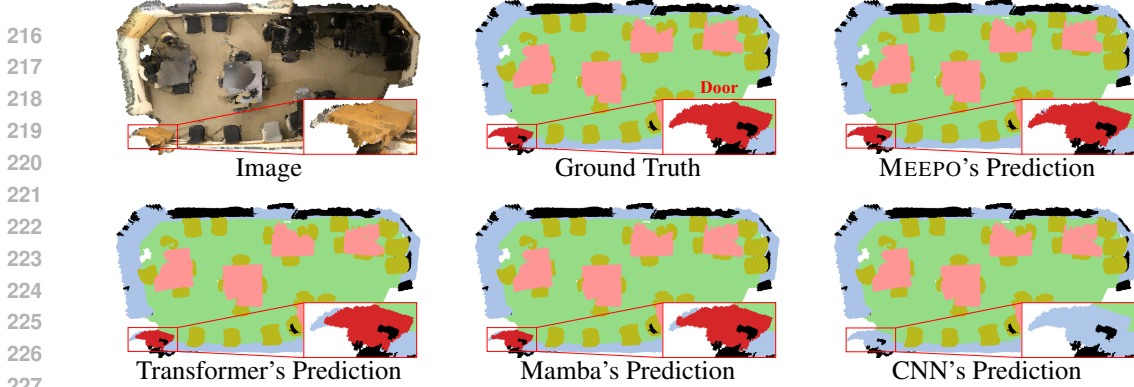 216
217
218
Door
219
Image
Ground Truth
MEEPO's Prediction
220
221
222
223
224
225
226
Transformer's Prediction
Mamba's Prediction
CNN's Prediction
227